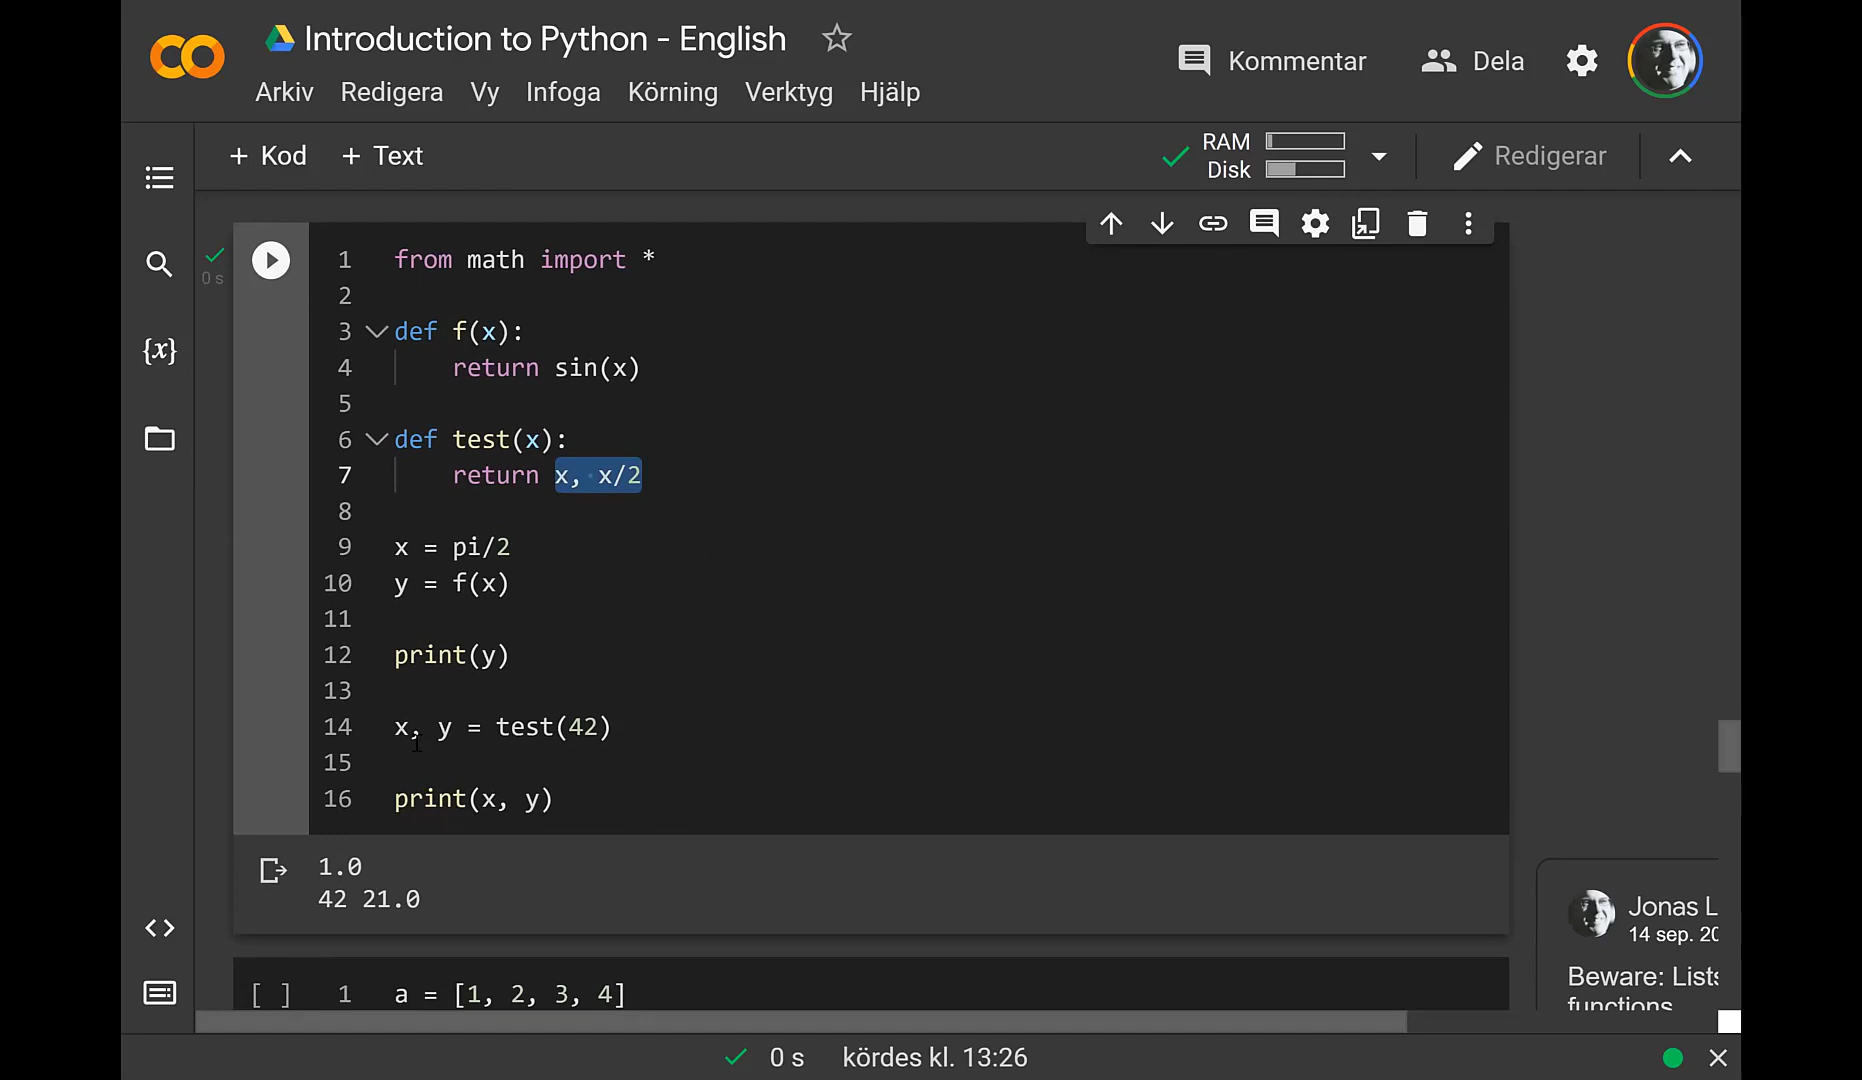 Introduction to Python - English
Arkiv Redigera Vy Infoga Körning Verktyg Hjälp
Kommentar Dela
+ Kod + Text
RAM
Disk
Redigerar
0 s
1 from math import *
2
3 def f(x):
4 return sin(x)
5
6 def test(x):
7 return x, x/2
8
9 x = pi/2
10 y = f(x)
11
12 print(y)
13
14 x, y = test(42)
15
16 print(x, y)
1.0
42 21.0
Jonas L
14 sep. 20
Beware: Lists
functions
[ ] 1 a = [1, 2, 3, 4]
0 s kördes kl. 13:26